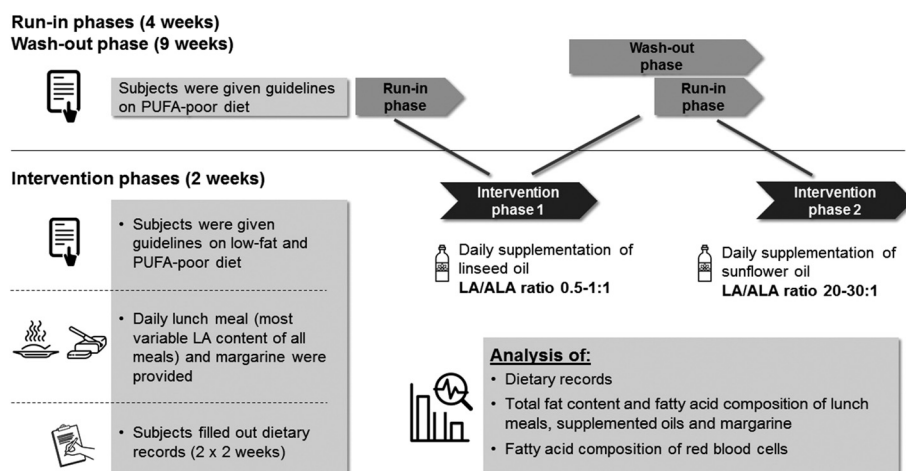 Run-in phases (4 weeks)
Wash-out phase (9 weeks)
Subjects were given guidelines
on PUFA-poor diet
Run-in
phase
Wash-out
phase
Run-in
phase
Intervention phases (2 weeks)
Intervention
phase 1
Intervention
phase 2
• Subjects were given
guidelines on low-fat and
PUFA-poor diet
Daily supplementation of
linseed oil
LA/ALA ratio 0.5-1:1
Daily supplementation of
sunflower oil
LA/ALA ratio 20-30:1
• Daily lunch meal (most
variable LA content of all
meals) and margarine were
provided
• Subjects filled out dietary
records (2 x 2 weeks)
Analysis of:
• Dietary records
• Total fat content and fatty acid composition of lunch
meals, supplemented oils and margarine
• Fatty acid composition of red blood cells